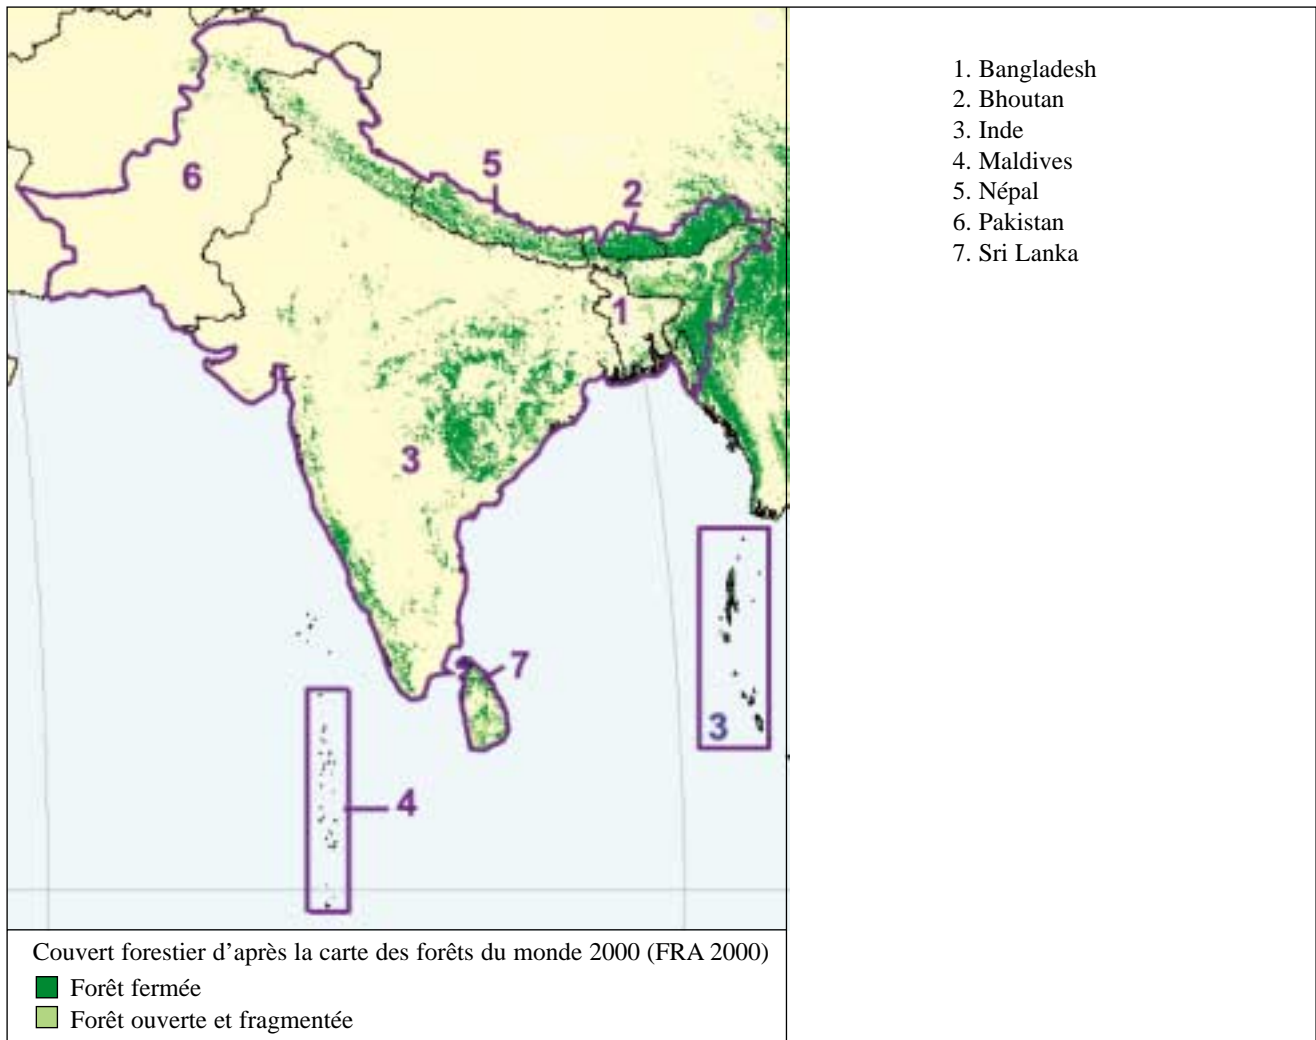 1. Bangladesh
2. Bhoutan
3. Inde
4. Maldives
5. Népal
6. Pakistan
7. Sri Lanka
5
6
2
1
3
7
3
4
Couvert forestier d'après la carte des forêts du monde 2000 (FRA 2000)
Forêt fermée
Forêt ouverte et fragmentée